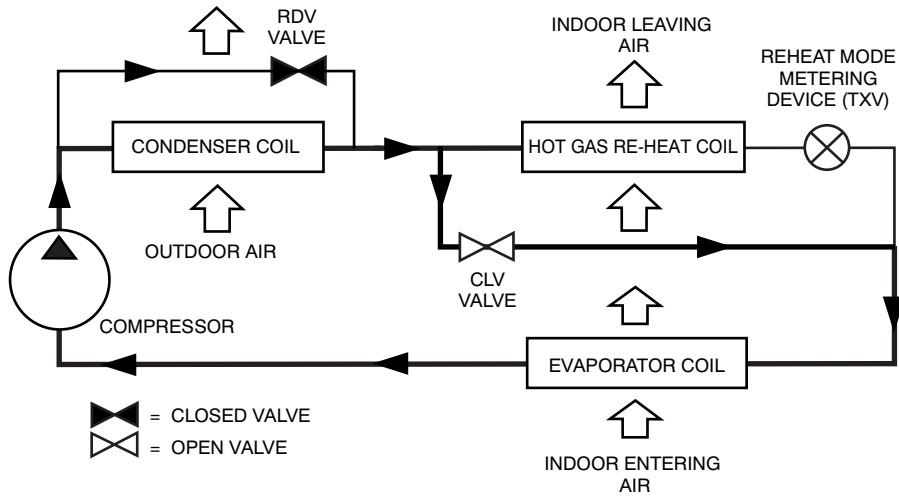 RDV
VALVE
INDOOR LEAVING
AIR
REHEAT MODE
METERING
DEVICE (TXV)
CONDENSER COIL
HOT GAS RE-HEAT COIL
OUTDOOR AIR
CLV
VALVE
COMPRESSOR
EVAPORATOR COIL
= CLOSED VALVE
= OPEN VALVE
INDOOR ENTERING
AIR